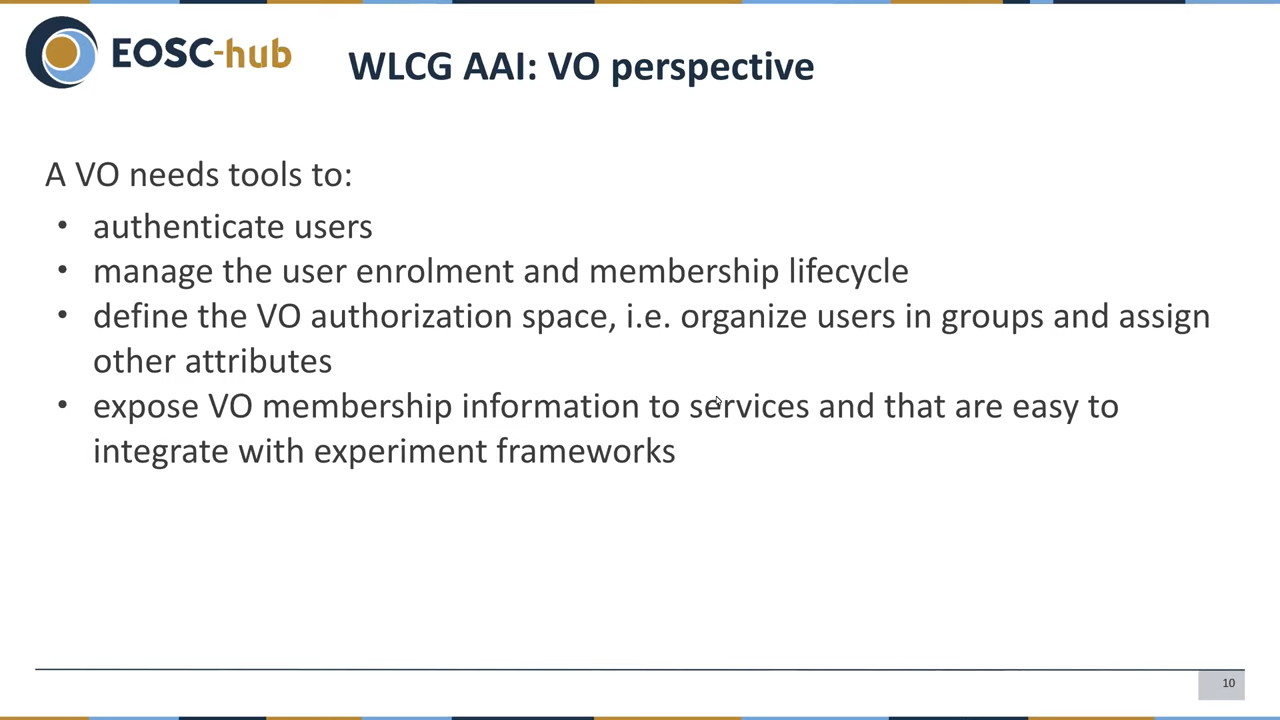 EOSC-hub
WLCG AAI: VO perspective
A VO needs tools to:
• authenticate users
• manage the user enrolment and membership lifecycle
• define the VO authorization space, i.e. organize users in groups and assign
other attributes
• expose VO membership information to services and that are easy to
integrate with experiment frameworks
10